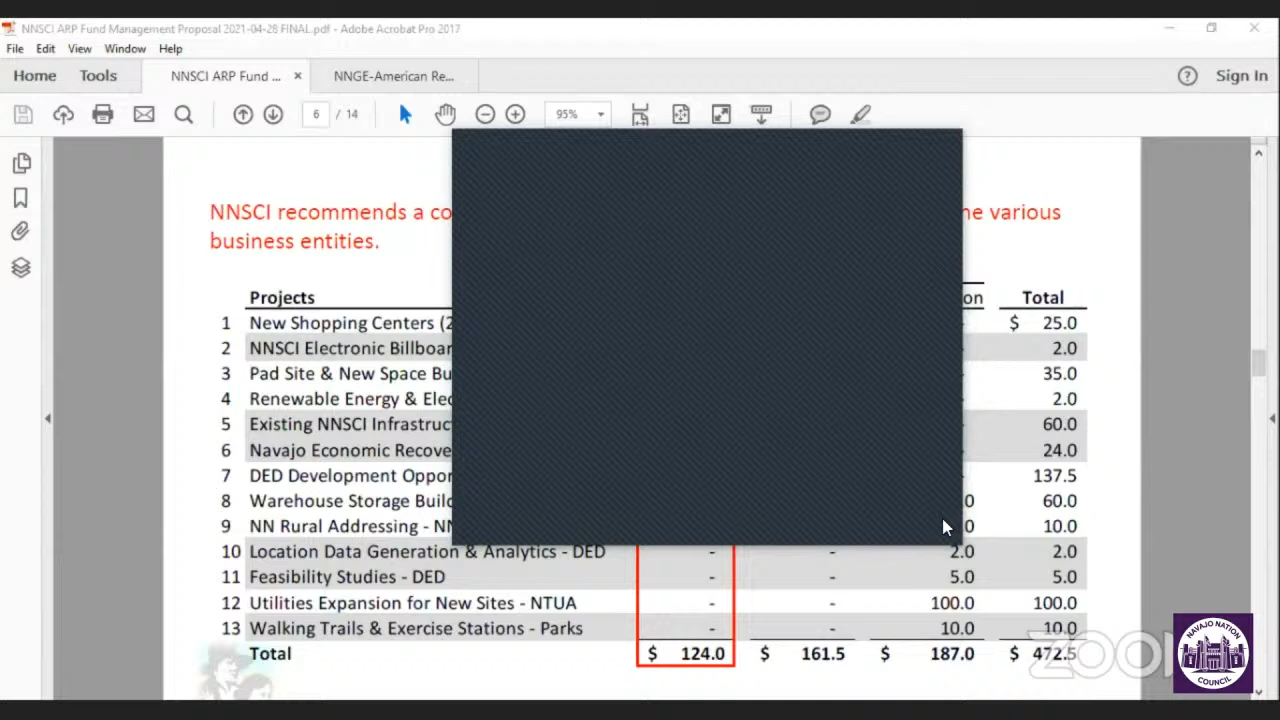 NNSCI ARP Fund Management Proposal 2021-04-28 FINAL.pdf - Adobe Acrobat Pro 2017
File Edit View Window Help
Home Tools NNSCI ARP Fund ... × NNGE-American Re... ? Sign In
6 / 14 95%
NNSCI recommends a co he various
business entities.
Projects on Total
1 New Shopping Centers (2 - $ 25.0
2 NNSCI Electronic Billboar - 2.0
3 Pad Site & New Space Bu - 35.0
4 Renewable Energy & Elec - 2.0
5 Existing NNSCI Infrastruc - 60.0
6 Navajo Economic Recove - 24.0
7 DED Development Oppor - 137.5
8 Warehouse Storage Build 0 60.0
9 NN Rural Addressing - NN 0 10.0
10 Location Data Generation & Analytics - DED - - 2.0 2.0
11 Feasibility Studies - DED - - 5.0 5.0
12 Utilities Expansion for New Sites - NTUA - - 100.0 100.0
13 Walking Trails & Exercise Stations - Parks - - 10.0 10.0
Total $ 124.0 $ 161.5 $ 187.0 $ 472.5
zoom
NAVAJO NATION
COUNCIL